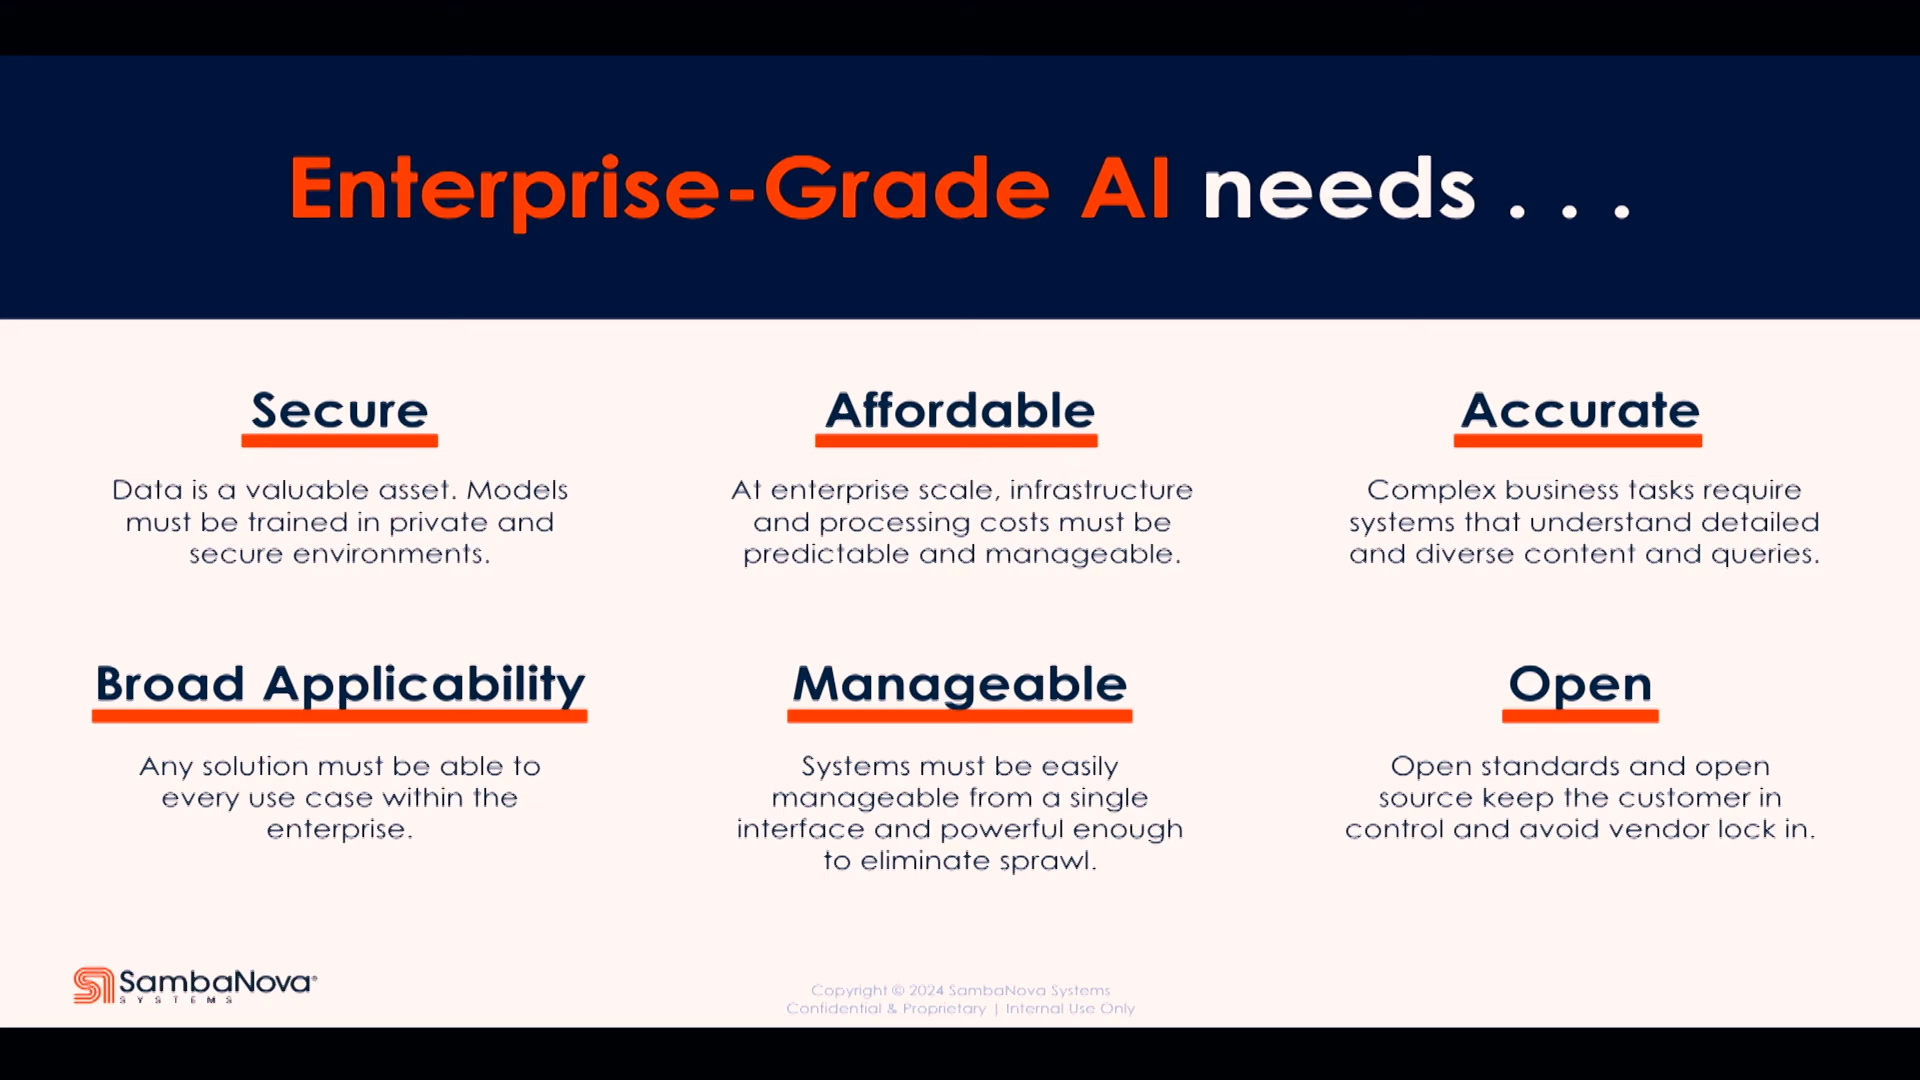 Enterprise-Grade AI needs . . .
Secure
Data is a valuable asset. Models
must be trained in private and
secure environments.
Affordable
At enterprise scale, infrastructure
and processing costs must be
predictable and manageable.
Accurate
Complex business tasks require
systems that understand detailed
and diverse content and queries.
Broad Applicability
Any solution must be able to
every use case within the
enterprise.
Manageable
Systems must be easily
manageable from a single
interface and powerful enough
to eliminate sprawl.
Open
Open standards and open
source keep the customer in
control and avoid vendor lock in.
SambaNova®
SYSTEMS
Copyright © 2024 SambaNova Systems
Confidential & Proprietary | Internal Use Only